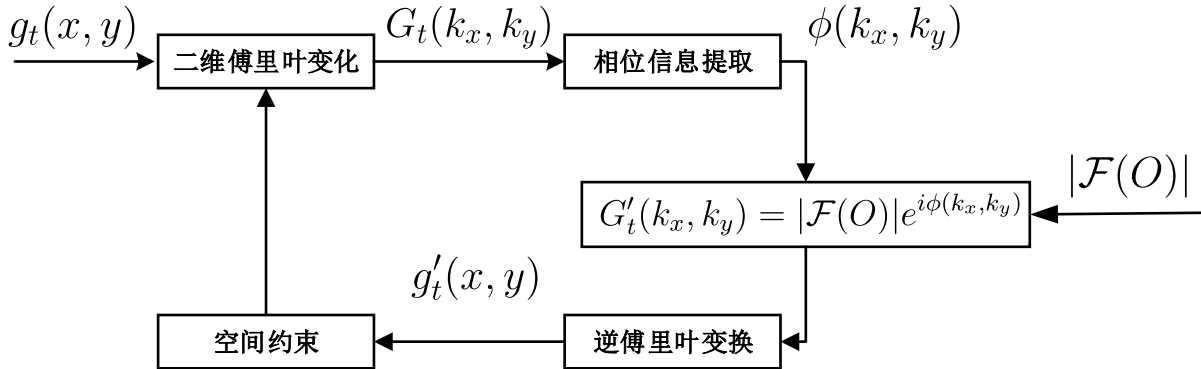 g_t(x, y)
二维傅里叶变化
G_t(k_x, k_y)
相位信息提取
ϕ(k_x, k_y)
|ℱ(O)|
G'_t(k_x, k_y) = |ℱ(O)|e^{iϕ(k_x,k_y)}
g'_t(x, y)
空间约束
逆傅里叶变换